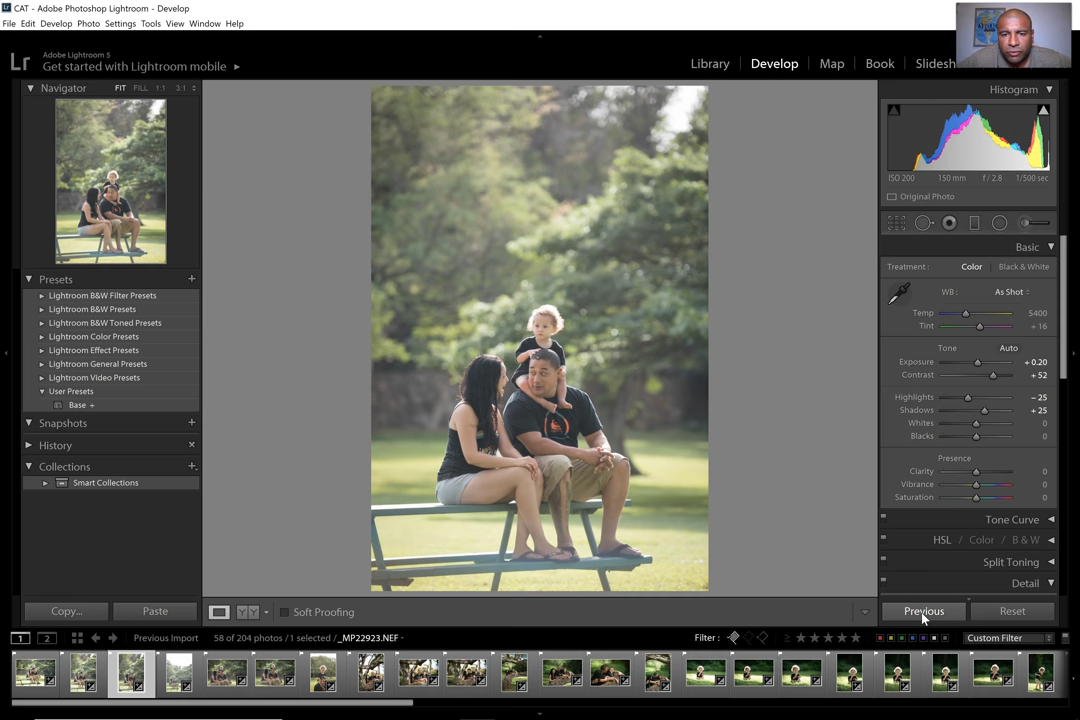 CAT - Adobe Photoshop Lightroom - Develop
File Edit Develop Photo Settings Tools View Window Help
Lr
Adobe Lightroom 5
Get started with Lightroom mobile
Library Develop Map Book Slidesh
Navigator FIT FILL 1:1 3:1
Histogram
ISO 200 150 mm f / 2.8 1/500 sec
Original Photo
Presets
Lightroom B&W Filter Presets
Lightroom B&W Presets
Lightroom B&W Toned Presets
Lightroom Color Presets
Lightroom Effect Presets
Lightroom General Presets
Lightroom Video Presets
User Presets
Base +
Snapshots
History
Collections
Smart Collections
Basic
Treatment : Color Black & White
WB : As Shot
Temp 5400
Tint + 16
Tone Auto
Exposure + 0.20
Contrast + 52
Highlights − 25
Shadows + 25
Whites 0
Blacks 0
Presence
Clarity 0
Vibrance 0
Saturation 0
Tone Curve
HSL / Color / B & W
Split Toning
Detail
Copy... Paste
YY Soft Proofing
Previous Reset
1 2 Previous Import 58 of 204 photos / 1 selected / _MP22923.NEF
Filter : Custom Filter